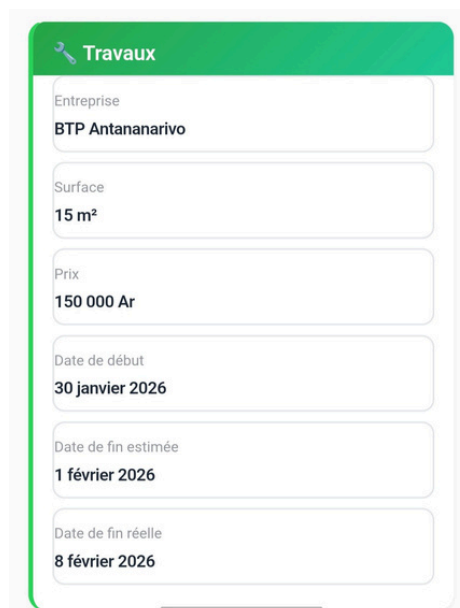 Travaux
Entreprise
BTP Antananarivo
Surface
15 m²
Prix
150 000 Ar
Date de début
30 janvier 2026
Date de fin estimée
1 février 2026
Date de fin réelle
8 février 2026